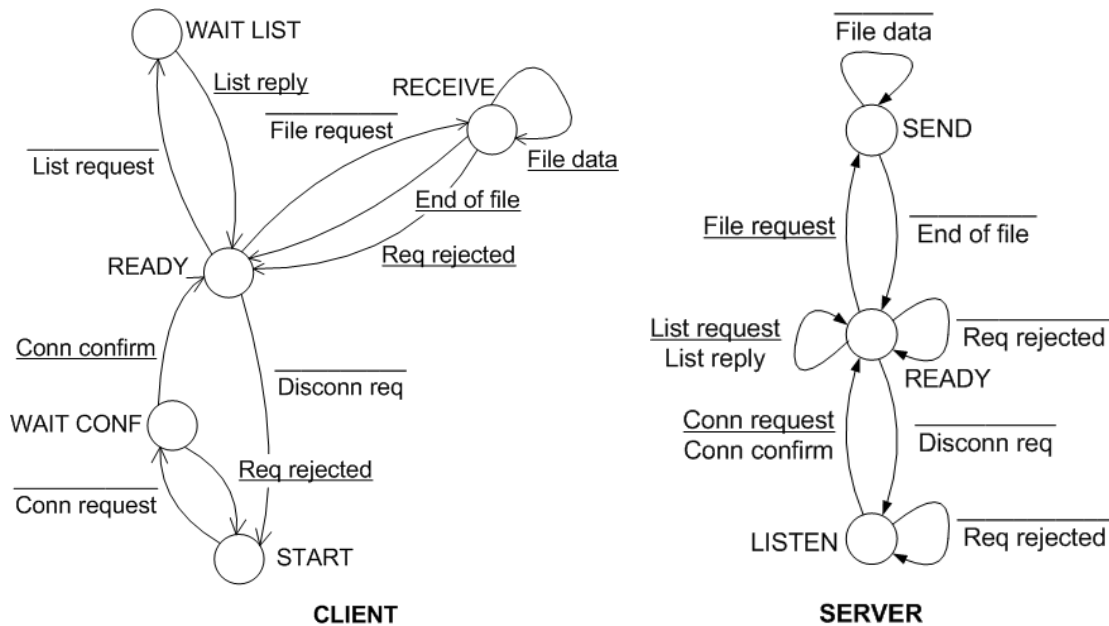 WAIT LIST
List reply
RECEIVE
File request
File data
List request
End of file
Req rejected
READY
Conn confirm
Disconn req
WAIT CONF
Req rejected
Conn request
START
CLIENT
File data
SEND
File request
End of file
List request
List reply
Req rejected
READY
Conn request
Conn confirm
Disconn req
LISTEN
Req rejected
SERVER